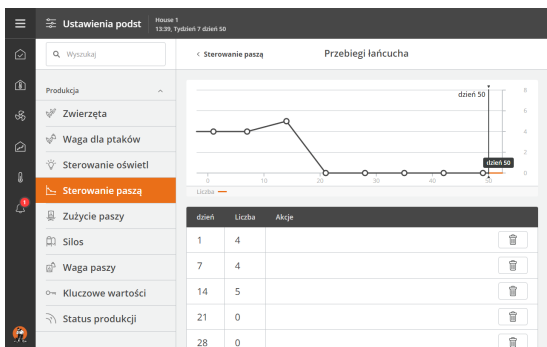 Ustawienia podst
House 1
13:39, Tydzień 7 dzień 50
Wyszukaj
Produkcja
Zwierzęta
Waga dla ptaków
Sterowanie oświetl
Sterowanie paszą
Zużycie paszy
Silos
Waga paszy
Kluczowe wartości
Status produkcji
1
< Sterowanie paszą
Przebiegi łańcucha
dzień 50
8
6
4
2
0
dzień 50
0 10 20 30 40 50
Liczba
dzień Liczba Akcje
1 4
7 4
14 5
21 0
28 0